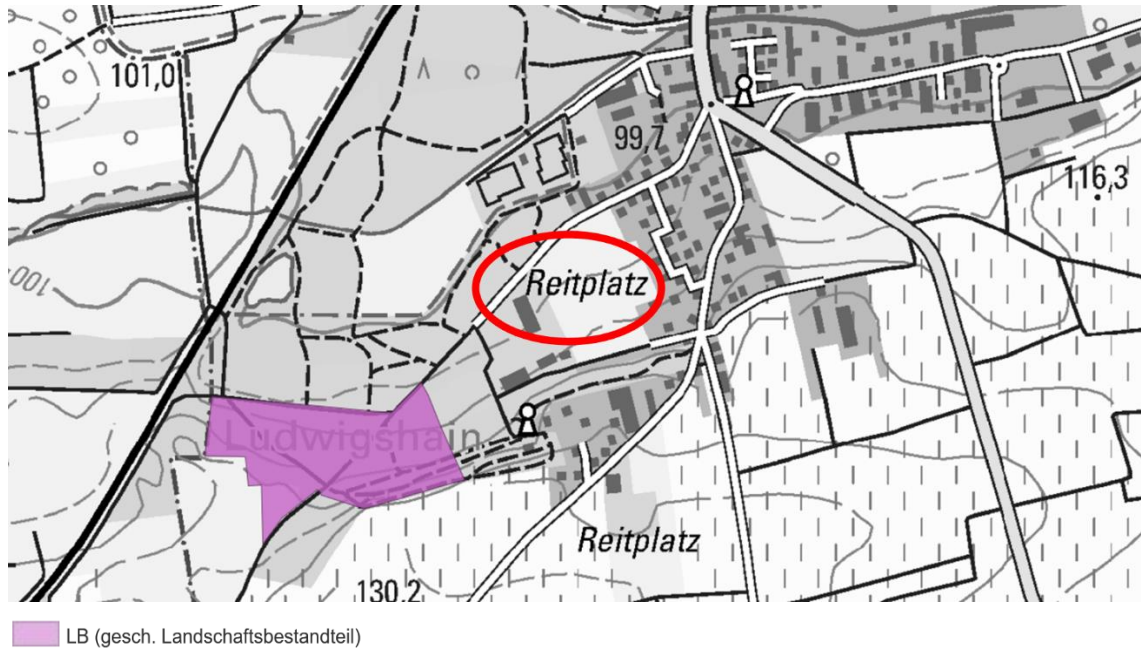 101,0
99,7
116,3
100
Reitplatz
Ludwigshain
Reitplatz
130,2
LB (gesch. Landschaftsbestandteil)